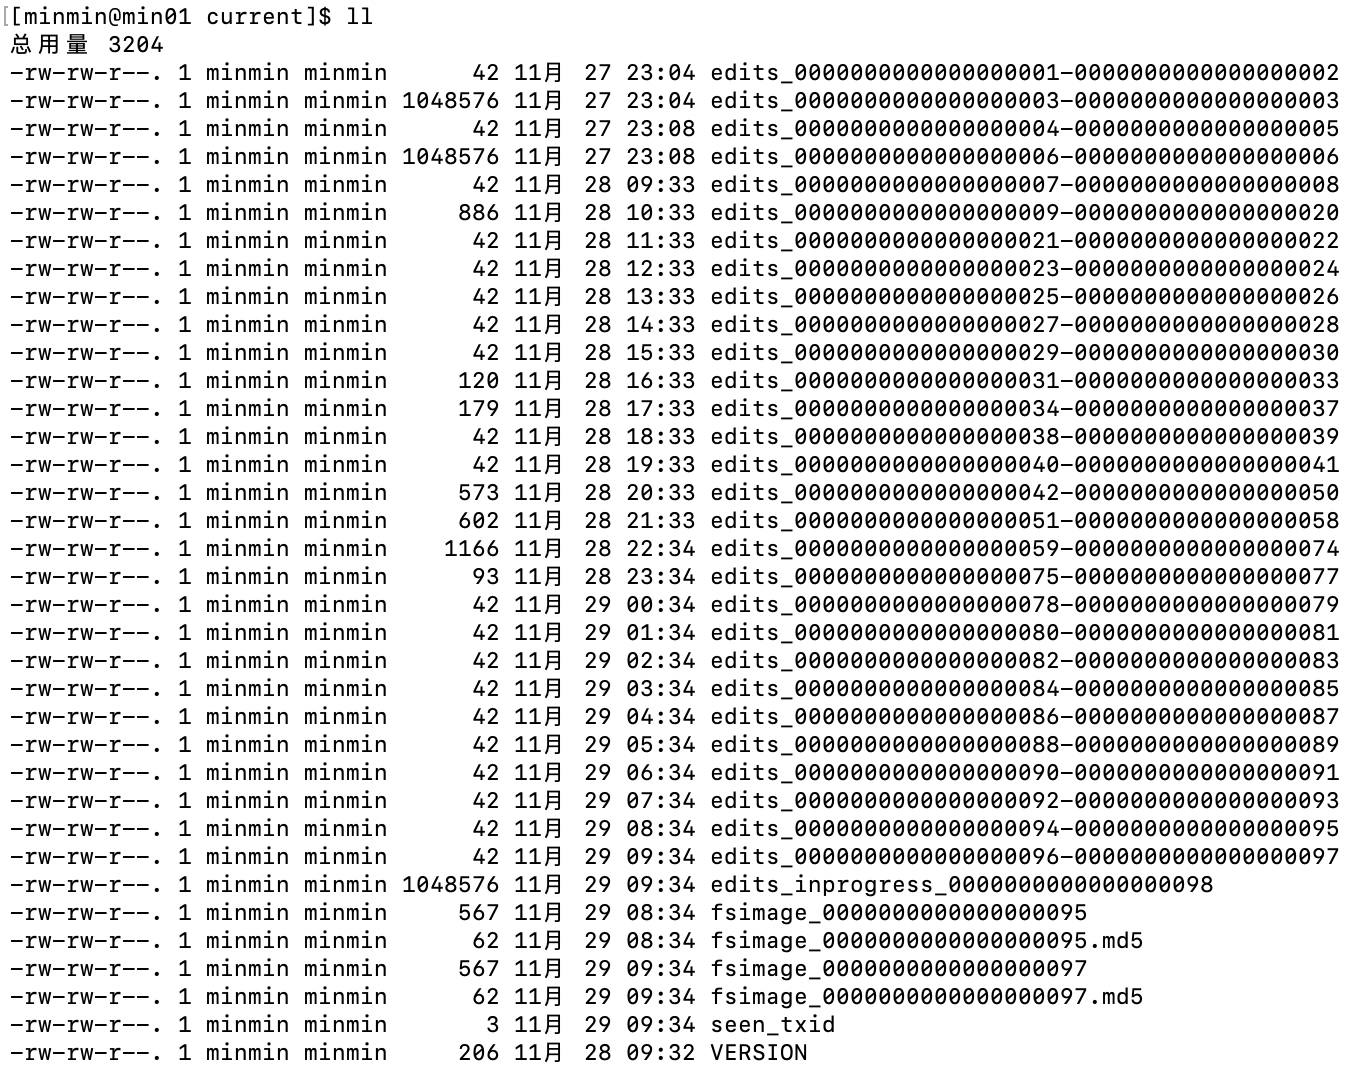 [minmin@min01 current]$ ll
总用量 3204
-rw-rw-r--. 1 minmin minmin      42 11月  27 23:04 edits_0000000000000000001-0000000000000000002
-rw-rw-r--. 1 minmin minmin 1048576 11月  27 23:04 edits_0000000000000000003-0000000000000000003
-rw-rw-r--. 1 minmin minmin      42 11月  27 23:08 edits_0000000000000000004-0000000000000000005
-rw-rw-r--. 1 minmin minmin 1048576 11月  27 23:08 edits_0000000000000000006-0000000000000000006
-rw-rw-r--. 1 minmin minmin      42 11月  28 09:33 edits_0000000000000000007-0000000000000000008
-rw-rw-r--. 1 minmin minmin     886 11月  28 10:33 edits_0000000000000000009-0000000000000000020
-rw-rw-r--. 1 minmin minmin      42 11月  28 11:33 edits_0000000000000000021-0000000000000000022
-rw-rw-r--. 1 minmin minmin      42 11月  28 12:33 edits_0000000000000000023-0000000000000000024
-rw-rw-r--. 1 minmin minmin      42 11月  28 13:33 edits_0000000000000000025-0000000000000000026
-rw-rw-r--. 1 minmin minmin      42 11月  28 14:33 edits_0000000000000000027-0000000000000000028
-rw-rw-r--. 1 minmin minmin      42 11月  28 15:33 edits_0000000000000000029-0000000000000000030
-rw-rw-r--. 1 minmin minmin     120 11月  28 16:33 edits_0000000000000000031-0000000000000000033
-rw-rw-r--. 1 minmin minmin     179 11月  28 17:33 edits_0000000000000000034-0000000000000000037
-rw-rw-r--. 1 minmin minmin      42 11月  28 18:33 edits_0000000000000000038-0000000000000000039
-rw-rw-r--. 1 minmin minmin      42 11月  28 19:33 edits_0000000000000000040-0000000000000000041
-rw-rw-r--. 1 minmin minmin     573 11月  28 20:33 edits_0000000000000000042-0000000000000000050
-rw-rw-r--. 1 minmin minmin     602 11月  28 21:33 edits_0000000000000000051-0000000000000000058
-rw-rw-r--. 1 minmin minmin    1166 11月  28 22:34 edits_0000000000000000059-0000000000000000074
-rw-rw-r--. 1 minmin minmin      93 11月  28 23:34 edits_0000000000000000075-0000000000000000077
-rw-rw-r--. 1 minmin minmin      42 11月  29 00:34 edits_0000000000000000078-0000000000000000079
-rw-rw-r--. 1 minmin minmin      42 11月  29 01:34 edits_0000000000000000080-0000000000000000081
-rw-rw-r--. 1 minmin minmin      42 11月  29 02:34 edits_0000000000000000082-0000000000000000083
-rw-rw-r--. 1 minmin minmin      42 11月  29 03:34 edits_0000000000000000084-0000000000000000085
-rw-rw-r--. 1 minmin minmin      42 11月  29 04:34 edits_0000000000000000086-0000000000000000087
-rw-rw-r--. 1 minmin minmin      42 11月  29 05:34 edits_0000000000000000088-0000000000000000089
-rw-rw-r--. 1 minmin minmin      42 11月  29 06:34 edits_0000000000000000090-0000000000000000091
-rw-rw-r--. 1 minmin minmin      42 11月  29 07:34 edits_0000000000000000092-0000000000000000093
-rw-rw-r--. 1 minmin minmin      42 11月  29 08:34 edits_0000000000000000094-0000000000000000095
-rw-rw-r--. 1 minmin minmin      42 11月  29 09:34 edits_0000000000000000096-0000000000000000097
-rw-rw-r--. 1 minmin minmin 1048576 11月  29 09:34 edits_inprogress_0000000000000000098
-rw-rw-r--. 1 minmin minmin     567 11月  29 08:34 fsimage_0000000000000000095
-rw-rw-r--. 1 minmin minmin      62 11月  29 08:34 fsimage_0000000000000000095.md5
-rw-rw-r--. 1 minmin minmin     567 11月  29 09:34 fsimage_0000000000000000097
-rw-rw-r--. 1 minmin minmin      62 11月  29 09:34 fsimage_0000000000000000097.md5
-rw-rw-r--. 1 minmin minmin       3 11月  29 09:34 seen_txid
-rw-rw-r--. 1 minmin minmin     206 11月  28 09:32 VERSION